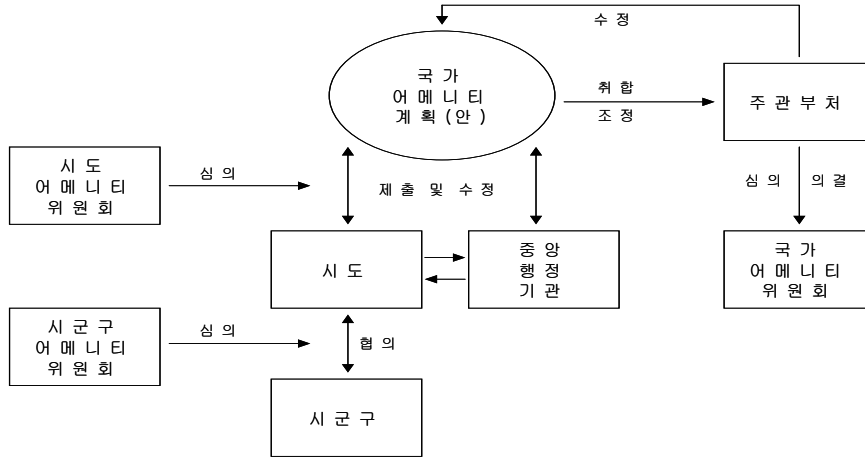 수 정
국 가
어 메 니 티
계 획 ( 안 )
취 합
조 정
주 관 부 처
시 도
어 메 니 티
위 원 회
심 의
제 출 및 수 정
심 의 의 결
시 도
중 앙
행 정
기 관
국 가
어 메 니 티
위 원 회
시 군 구
어 메 니 티
위 원 회
심 의
협 의
시 군 구